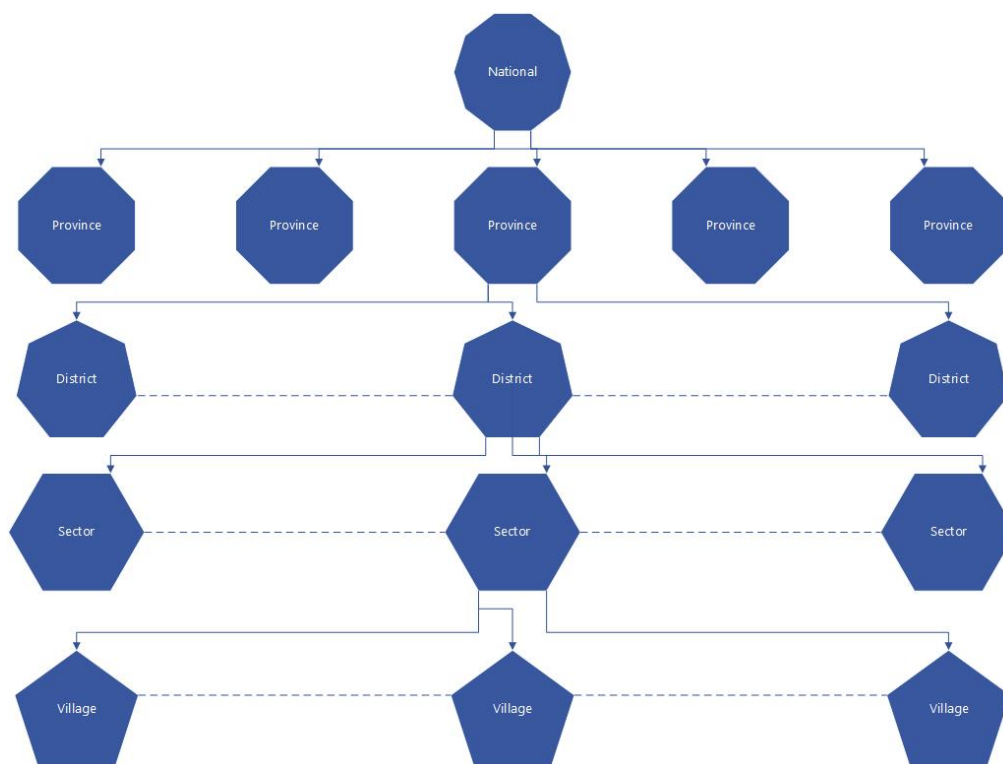 National
Province
Province
Province
Province
Province
District
District
District
Sector
Sector
Sector
Village
Village
Village